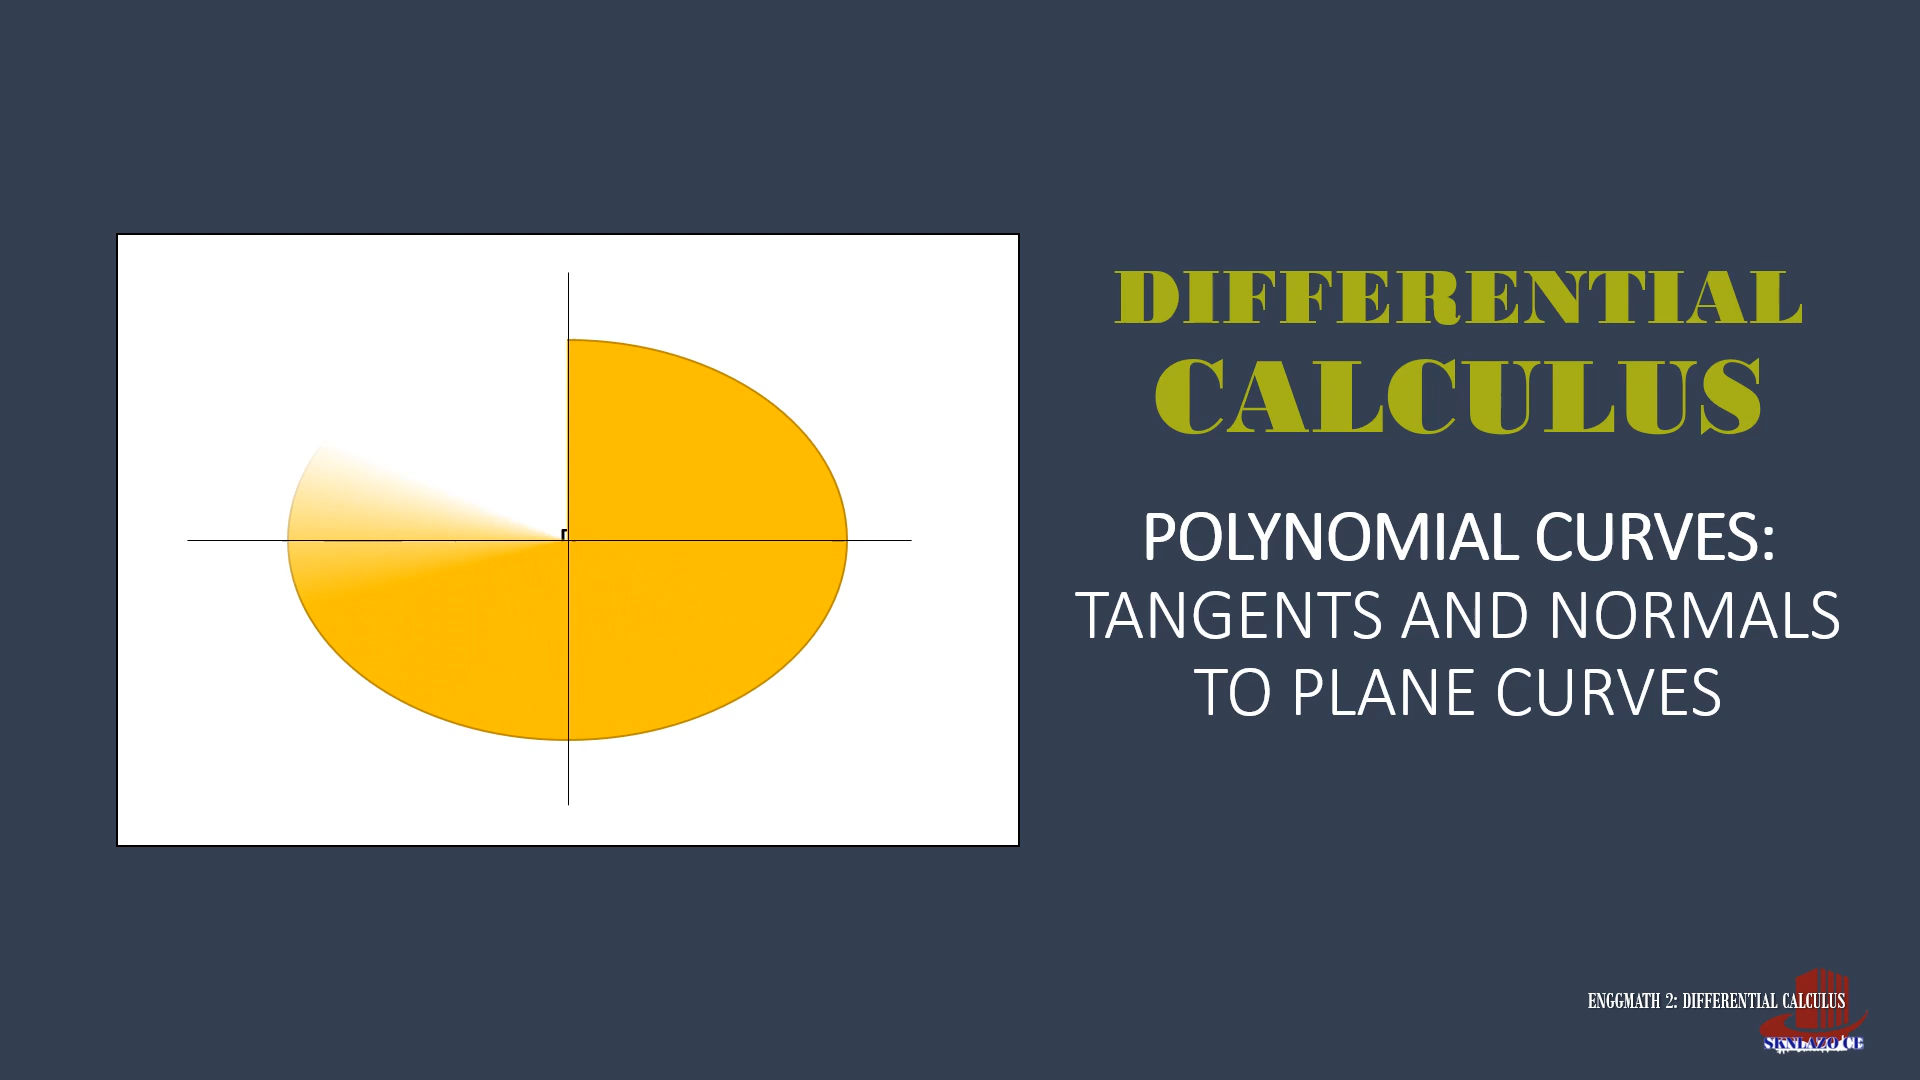 DIFFERENTIAL
CALCULUS
POLYNOMIAL CURVES:
TANGENTS AND NORMALS
TO PLANE CURVES
ENGGMATH 2: DIFFERENTIAL CALCULUS